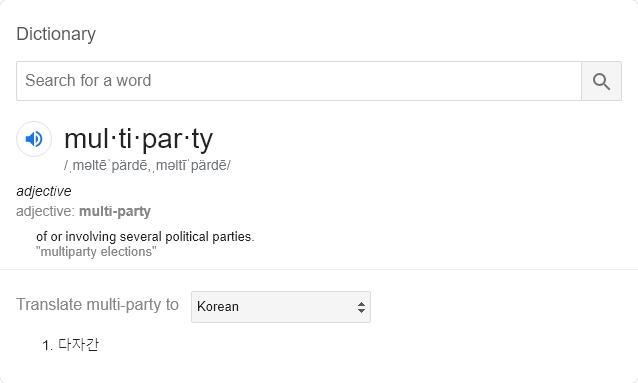 Dictionary
Search for a word
mul·ti·par·ty
/ˌməltēˈpärdē,ˌməltīˈpärdē/
adjective
adjective: multi-party
of or involving several political parties.
"multiparty elections"
Translate multi-party to Korean
1. 다자간